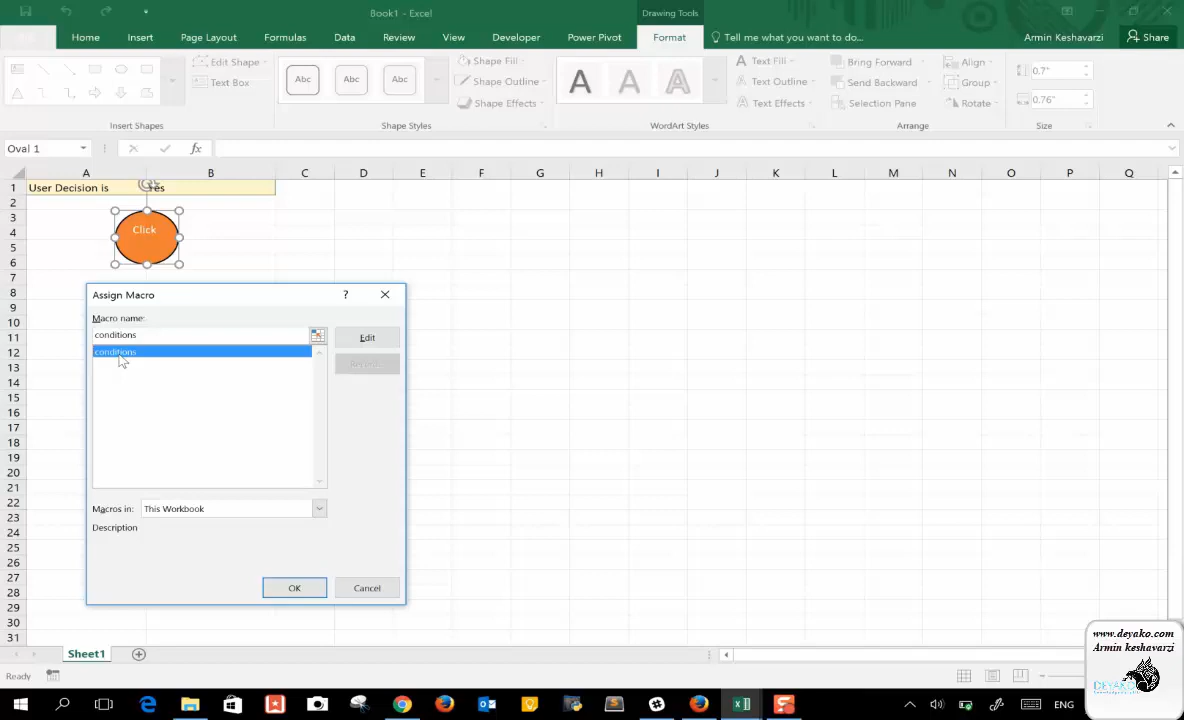 Book1 - Excel
Drawing Tools
Home Insert Page Layout Formulas Data Review View Developer Power Pivot Format Tell me what you want to do... Armin Keshavarzi Share
Edit Shape
Text Box
Insert Shapes
Abc Abc Abc
Shape Fill
Shape Outline
Shape Effects
Shape Styles
A A A
Text Fill
Text Outline
Text Effects
WordArt Styles
Bring Forward
Send Backward
Selection Pane
Align
Group
Rotate
Arrange
0.7"
0.76"
Size
Oval 1 fx
A B C D E F G H I J K L M N O P Q
1 User Decision is Yes
2
3
4
5
6
7
8
9
10
11
12
13
14
15
16
17
18
19
20
21
22
23
24
25
26
27
28
29
30
31
Click
Assign Macro ?
Macro name:
conditions
Edit
conditions
Record...
Macros in: This Workbook
Description
OK Cancel
Sheet1
Ready
ENG
www.deyako.com
Armin keshavarzi
DEYAKO